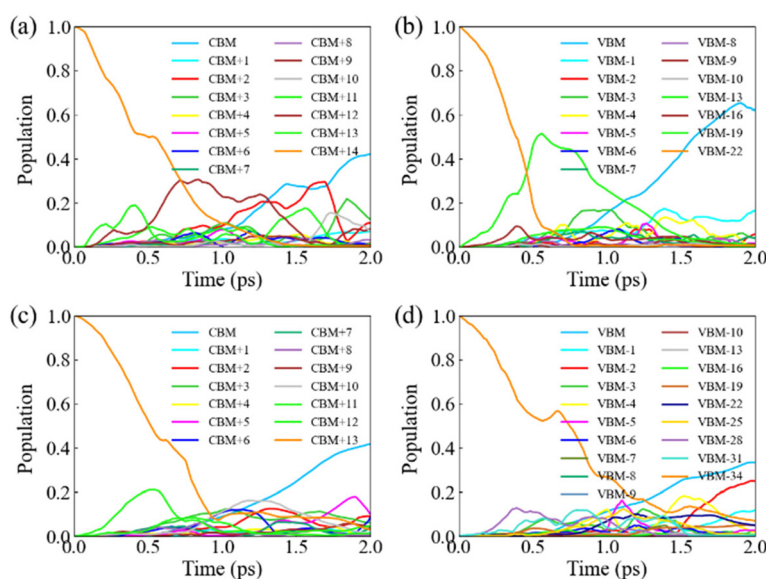 (a)
1.0
0.8
0.6
0.4
0.2
0.0
Population
CBM
CBM+1
CBM+2
CBM+3
CBM+4
CBM+5
CBM+6
CBM+7
CBM+8
CBM+9
CBM+10
CBM+11
CBM+12
CBM+13
CBM+14
0.0 0.5 1.0 1.5 2.0
Time (ps)
(b)
1.0
0.8
0.6
0.4
0.2
0.0
Population
VBM
VBM-1
VBM-2
VBM-3
VBM-4
VBM-5
VBM-6
VBM-7
VBM-8
VBM-9
VBM-10
VBM-13
VBM-16
VBM-19
VBM-22
0.0 0.5 1.0 1.5 2.0
Time (ps)
(c)
1.0
0.8
0.6
0.4
0.2
0.0
Population
CBM
CBM+1
CBM+2
CBM+3
CBM+4
CBM+5
CBM+6
CBM+7
CBM+8
CBM+9
CBM+10
CBM+11
CBM+12
CBM+13
0.0 0.5 1.0 1.5 2.0
Time (ps)
(d)
1.0
0.8
0.6
0.4
0.2
0.0
Population
VBM
VBM-1
VBM-2
VBM-3
VBM-4
VBM-5
VBM-6
VBM-7
VBM-8
VBM-9
VBM-10
VBM-13
VBM-16
VBM-19
VBM-22
VBM-25
VBM-28
VBM-31
VBM-34
0.0 0.5 1.0 1.5 2.0
Time (ps)